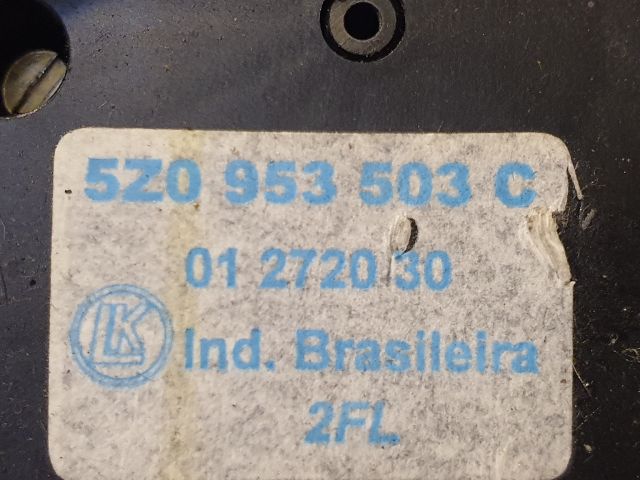 5Z0 953 503 C
01 2720 30
LK Ind. Brasileira
2FL